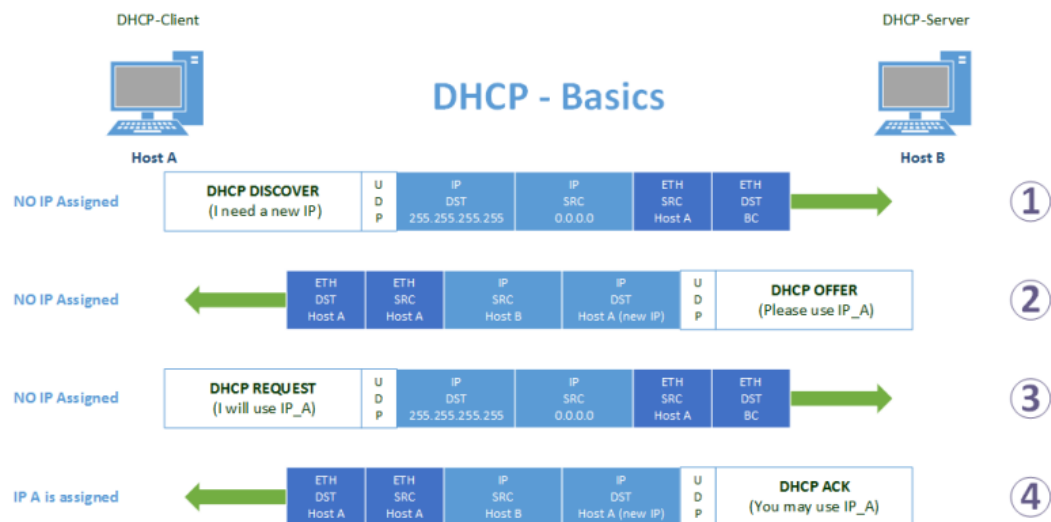 DHCP-Client
DHCP-Server
DHCP - Basics
Host A
Host B
NO IP Assigned
DHCP DISCOVER
(I need a new IP)
U
D
P
IP
DST
255.255.255.255
IP
SRC
0.0.0.0
ETH
SRC
Host A
ETH
DST
BC
1
NO IP Assigned
ETH
DST
Host A
ETH
SRC
Host A
IP
SRC
Host B
IP
DST
Host A (new IP)
U
D
P
DHCP OFFER
(Please use IP_A)
2
NO IP Assigned
DHCP REQUEST
(I will use IP_A)
U
D
P
IP
DST
255.255.255.255
IP
SRC
0.0.0.0
ETH
SRC
Host A
ETH
DST
BC
3
IP A is assigned
ETH
DST
Host A
ETH
SRC
Host A
IP
SRC
Host B
IP
DST
Host A (new IP)
U
D
P
DHCP ACK
(You may use IP_A)
4